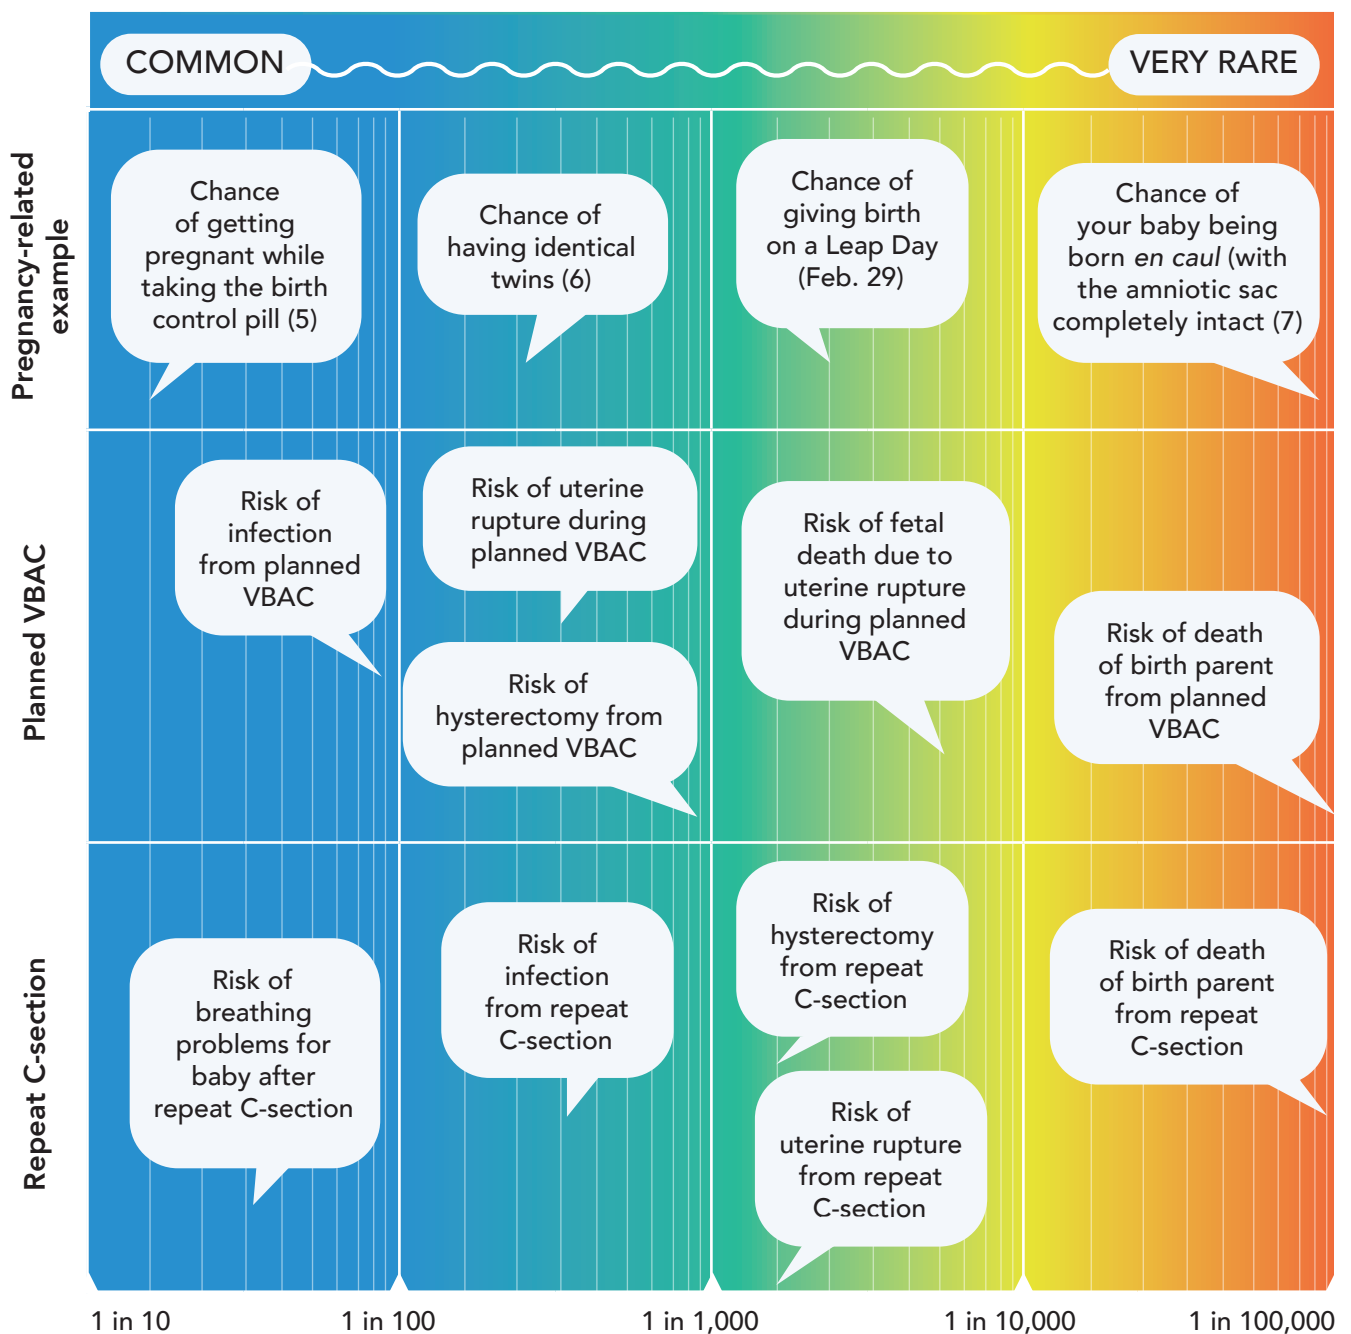 COMMON
VERY RARE
Pregnancy-related
example
Chance
of getting
pregnant while
taking the birth
control pill (5)
Chance of
having identical
twins (6)
Chance of
giving birth
on a Leap Day
(Feb. 29)
Chance of
your baby being
born en caul (with
the amniotic sac
completely intact (7)
Planned VBAC
Risk of
infection
from planned
VBAC
Risk of uterine
rupture during
planned VBAC
Risk of
hysterectomy from
planned VBAC
Risk of fetal
death due to
uterine rupture
during planned
VBAC
Risk of death
of birth parent
from planned
VBAC
Repeat C-section
Risk of
breathing
problems for
baby after
repeat C-section
Risk of
infection
from repeat
C-section
Risk of
hysterectomy
from repeat
C-section
Risk of
uterine rupture
from repeat
C-section
Risk of death
of birth parent
from repeat
C-section
1 in 10
1 in 100
1 in 1,000
1 in 10,000
1 in 100,000